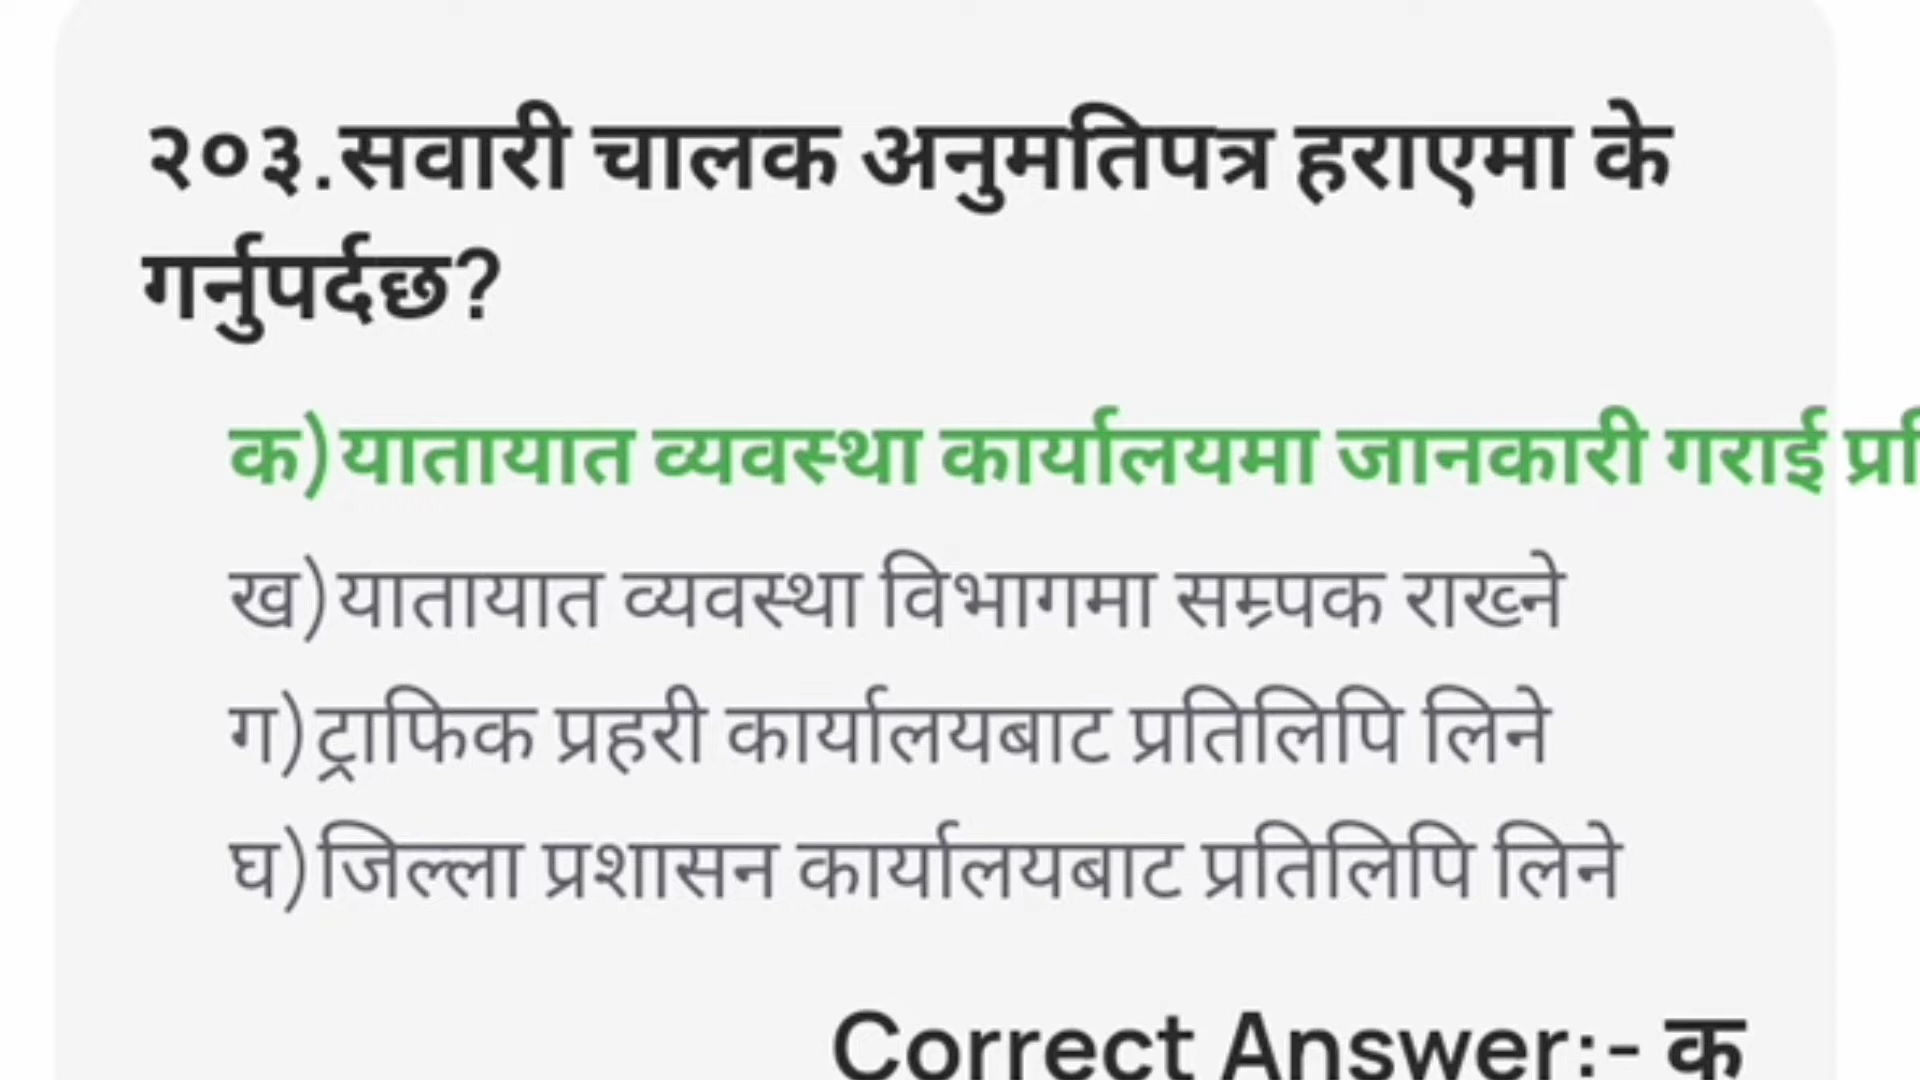 २०३.सवारी चालक अनुमतिपत्र हराएमा के
गर्नुपर्दछ?
क)यातायात व्यवस्था कार्यालयमा जानकारी गराई
ख)यातायात व्यवस्था विभागमा सम्र्पक राख्ने
ग)ट्राफिक प्रहरी कार्यालयबाट प्रतिलिपि लिने
घ)जिल्ला प्रशासन कार्यालयबाट प्रतिलिपि लिने
Correct Answer:- क